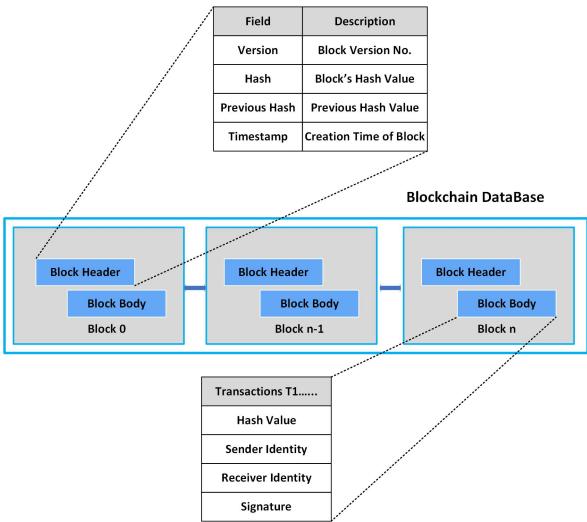 Field Description
Version Block Version No.
Hash Block's Hash Value
Previous Hash Previous Hash Value
Timestamp Creation Time of Block
Blockchain DataBase
Block Header Block Header Block Header
Block Body Block Body Block Body
Block 0 Block n-1 Block n
Transactions T1......
Hash Value
Sender Identity
Receiver Identity
Signature